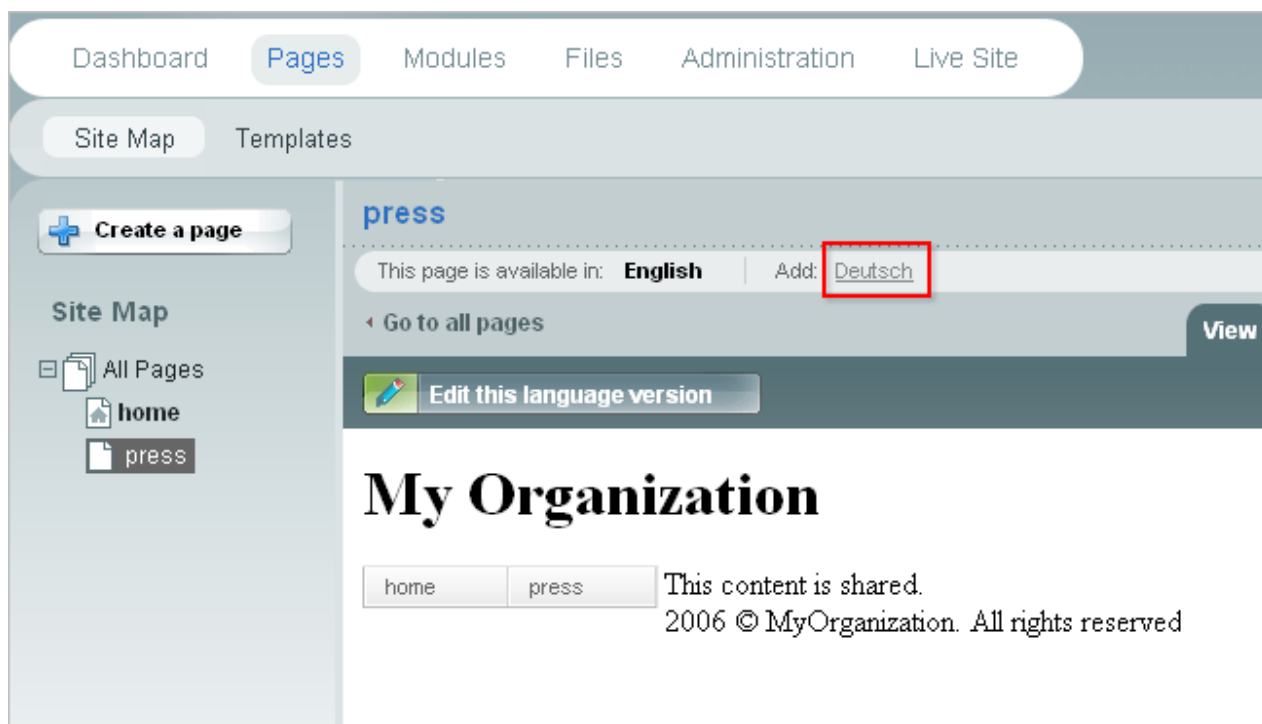 Dashboard Pages Modules Files Administration Live Site
Site Map Templates
Create a page
press
This page is available in: English Add: Deutsch
Site Map
Go to all pages
View
All Pages
Edit this language version
home
press
My Organization
home press This content is shared.
2006 © MyOrganization. All rights reserved